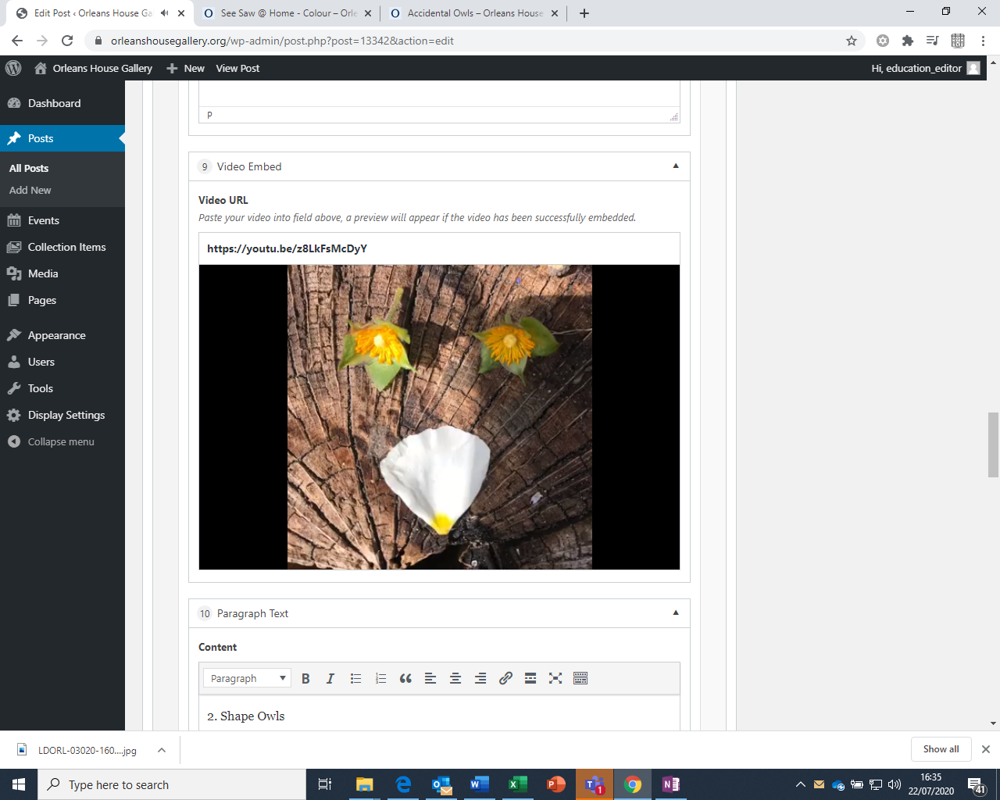 Edit Post ‹ Orleans House Ga
See Saw @ Home - Colour – Orle
Accidental Owls – Orleans House
orleanshousegallery.org/wp-admin/post.php?post=13342&action=edit
Orleans House Gallery
New
View Post
Hi, education_editor
Dashboard
Posts
All Posts
Add New
Events
Collection Items
Media
Pages
Appearance
Users
Tools
Display Settings
Collapse menu
P
9 Video Embed
Video URL
Paste your video into field above, a preview will appear if the video has been successfully embedded.
https://youtu.be/z8LkFsMcDyY
10 Paragraph Text
Content
Paragraph
2. Shape Owls
LDORL-03020-160....jpg
Show all
Type here to search
16:35
22/07/2020
41
1